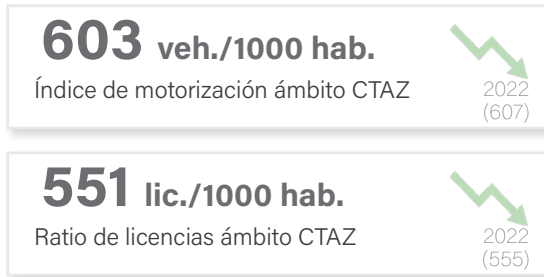 603 veh./1000 hab.
Índice de motorización ámbito CTAZ
2022
(607)
551 lic./1000 hab.
Ratio de licencias ámbito CTAZ
2022
(555)